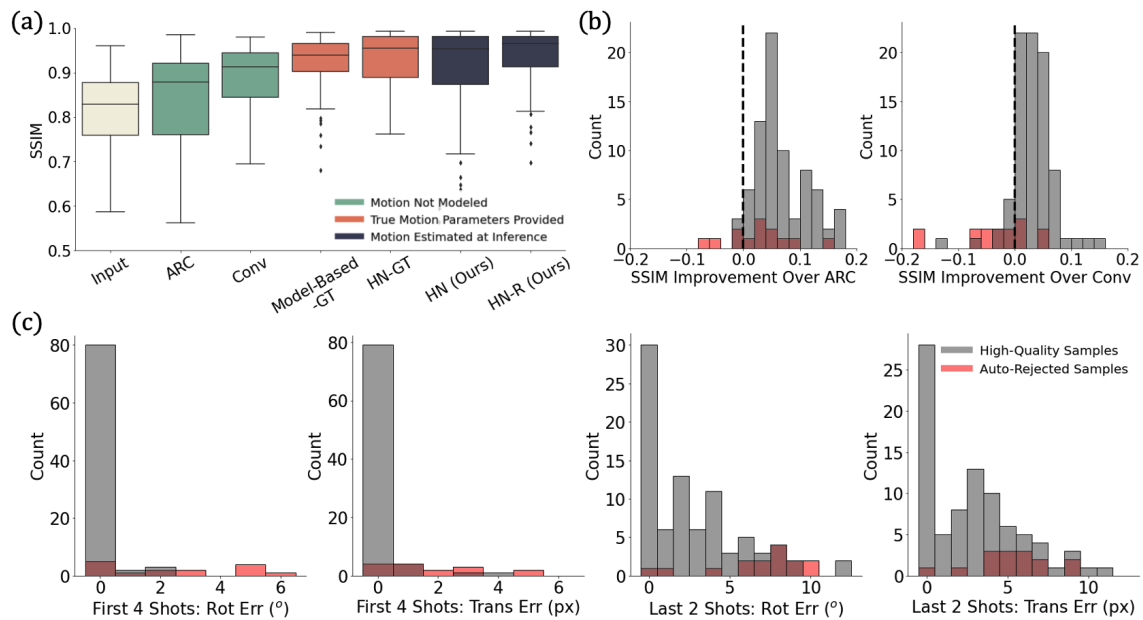 (a)
1.0
0.9
0.8
0.7
0.6
0.5
SSIM
Motion Not Modeled
True Motion Parameters Provided
Motion Estimated at Inference
Input
ARC
Conv
Model-Based
-GT
HN-GT
HN (Ours)
HN-R (Ours)
(b)
20
15
10
5
0
Count
−0.2 −0.1 0.0 0.1 0.2
SSIM Improvement Over ARC
20
15
10
5
0
Count
−0.2 −0.1 0.0 0.1 0.2
SSIM Improvement Over Conv
(c)
80
60
40
20
0
Count
0 2 4 6
First 4 Shots: Rot Err (°)
80
60
40
20
0
Count
0 2 4 6
First 4 Shots: Trans Err (px)
30
25
20
15
10
5
0
Count
0 5 10
Last 2 Shots: Rot Err (°)
High-Quality Samples
Auto-Rejected Samples
25
20
15
10
5
0
Count
0 5 10
Last 2 Shots: Trans Err (px)